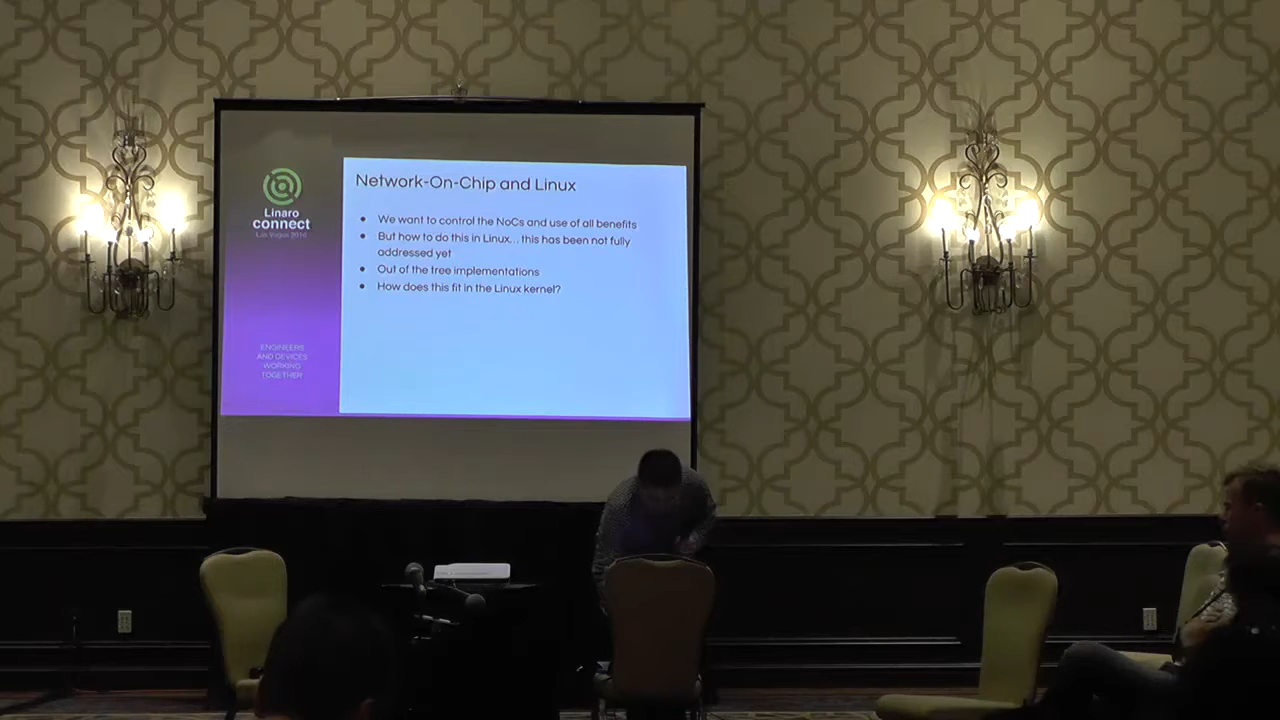 Linaro
connect
Las Vegas 2016
ENGINEERS
AND DEVICES
WORKING
TOGETHER
Network-On-Chip and Linux
● We want to control the NoCs and use of all benefits
● But how to do this in Linux... this has been not fully
addressed yet
● Out of the tree implementations
● How does this fit in the Linux kernel?